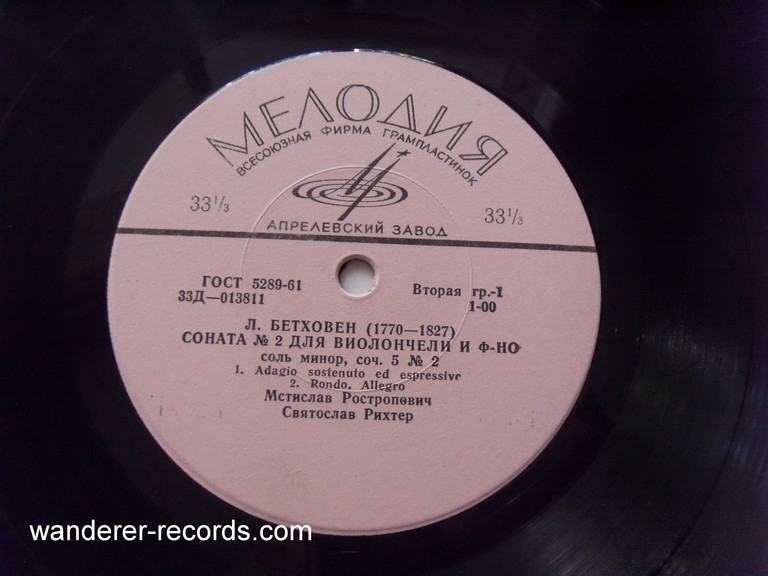 МЕЛОДИЯ
ВСЕСОЮЗНАЯ ФИРМА ГРАМПЛАСТИНОК
33⅓ 33⅓
АПРЕЛЕВСКИЙ ЗАВОД
ГОСТ 5289-61 Вторая гр.-1
33Д—013811 1-00
Л. БЕТХОВЕН (1770—1827)
СОНАТА № 2 ДЛЯ ВИОЛОНЧЕЛИ И Ф-НО
соль минор, соч. 5 № 2
1. Adagio sostenuto ed espressive
2. Rondo. Allegro
Мстислав Ростропович
Святослав Рихтер
wanderer-records.com